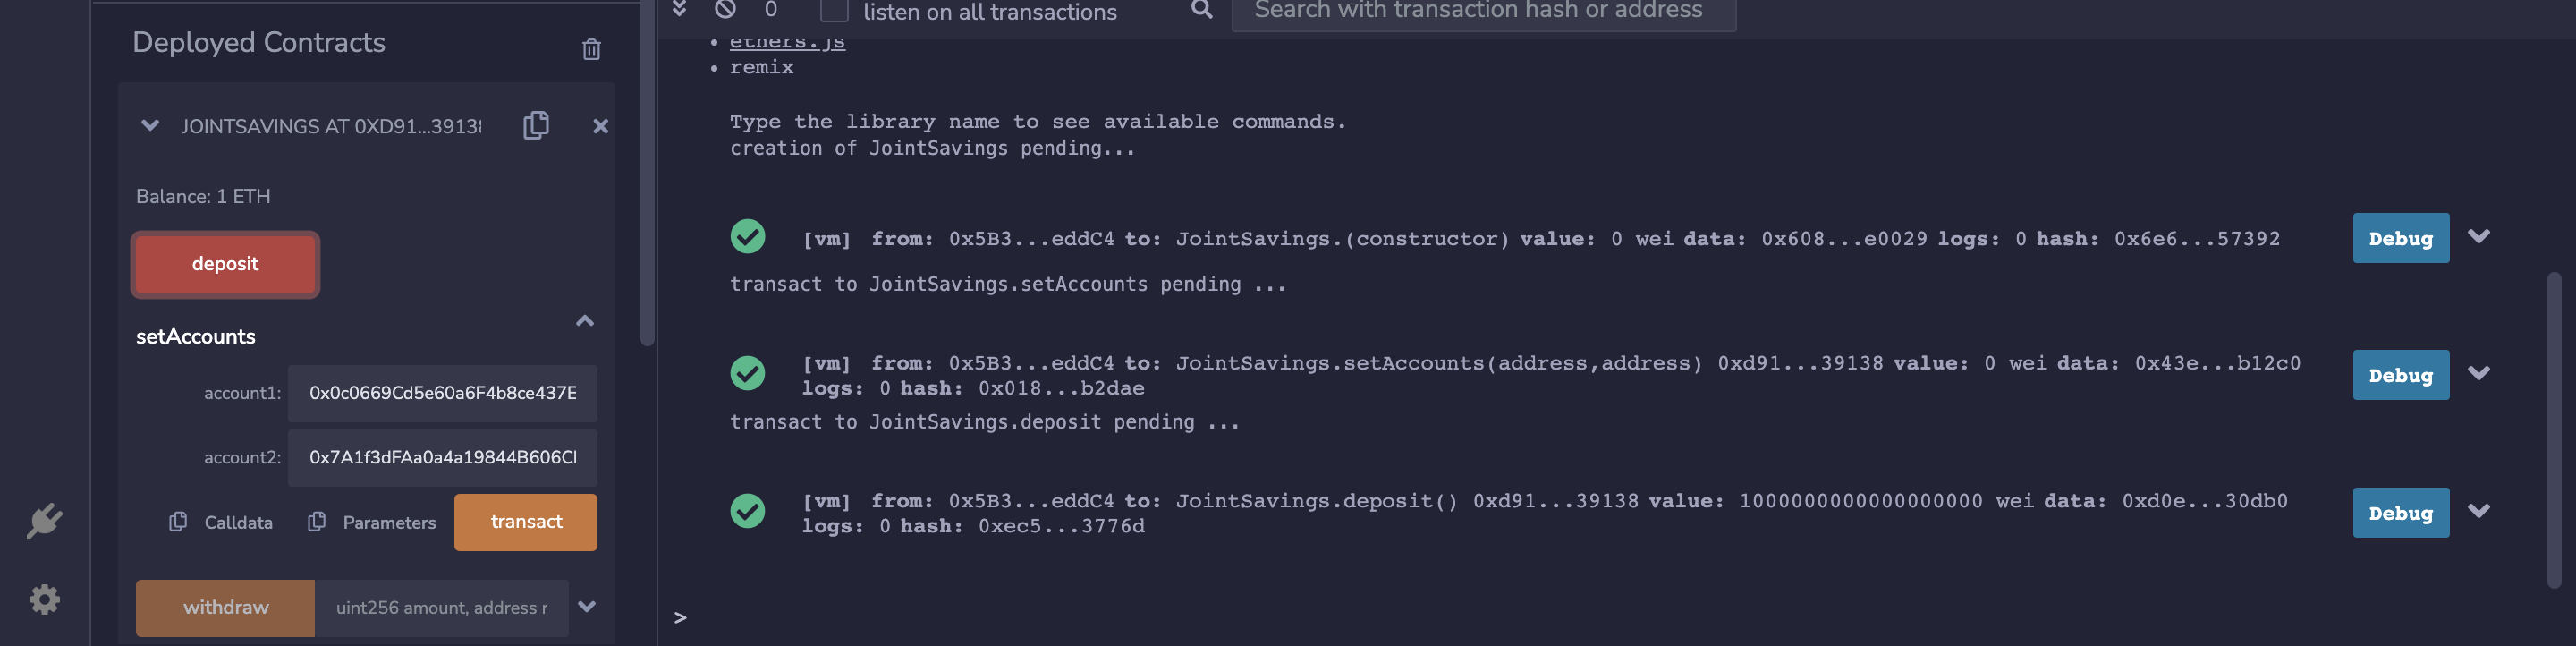 Deployed Contracts
JOINTSAVINGS AT 0XD91...3913
Balance: 1 ETH
deposit
setAccounts
account1: 0x0c0669Cd5e60a6F4b8ce437E
account2: 0x7A1f3dFAa0a4a19844B606C
Calldata Parameters transact
withdraw uint256 amount, address r
0 listen on all transactions Search with transaction hash or address
• ethers.js
• remix
Type the library name to see available commands.
creation of JointSavings pending...
[vm] from: 0x5B3...eddC4 to: JointSavings.(constructor) value: 0 wei data: 0x608...e0029 logs: 0 hash: 0x6e6...57392 Debug
transact to JointSavings.setAccounts pending ...
[vm] from: 0x5B3...eddC4 to: JointSavings.setAccounts(address,address) 0xd91...39138 value: 0 wei data: 0x43e...b12c0 Debug
logs: 0 hash: 0x018...b2dae
transact to JointSavings.deposit pending ...
[vm] from: 0x5B3...eddC4 to: JointSavings.deposit() 0xd91...39138 value: 1000000000000000000 wei data: 0xd0e...30db0 Debug
logs: 0 hash: 0xec5...3776d
>